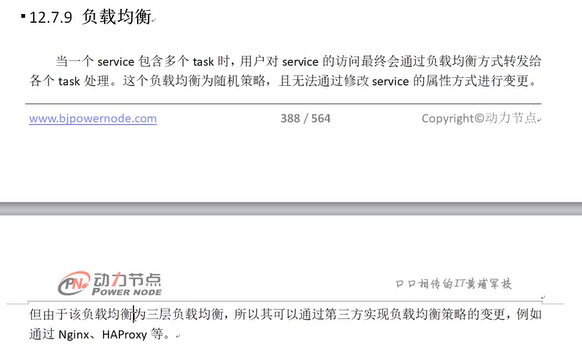 12.7.9 负载均衡
当一个 service 包含多个 task 时，用户对 service 的访问最终会通过负载均衡方式转发给
各个 task 处理。这个负载均衡为随机策略，且无法通过修改 service 的属性方式进行变更。
www.bjpowernode.com 388 / 564 Copyright©动力节点
PN 动力节点 POWER NODE 口口相传的IT黄埔军校
但由于该负载均衡为三层负载均衡，所以其可以通过第三方实现负载均衡策略的变更，例如
通过 Nginx、HAProxy 等。